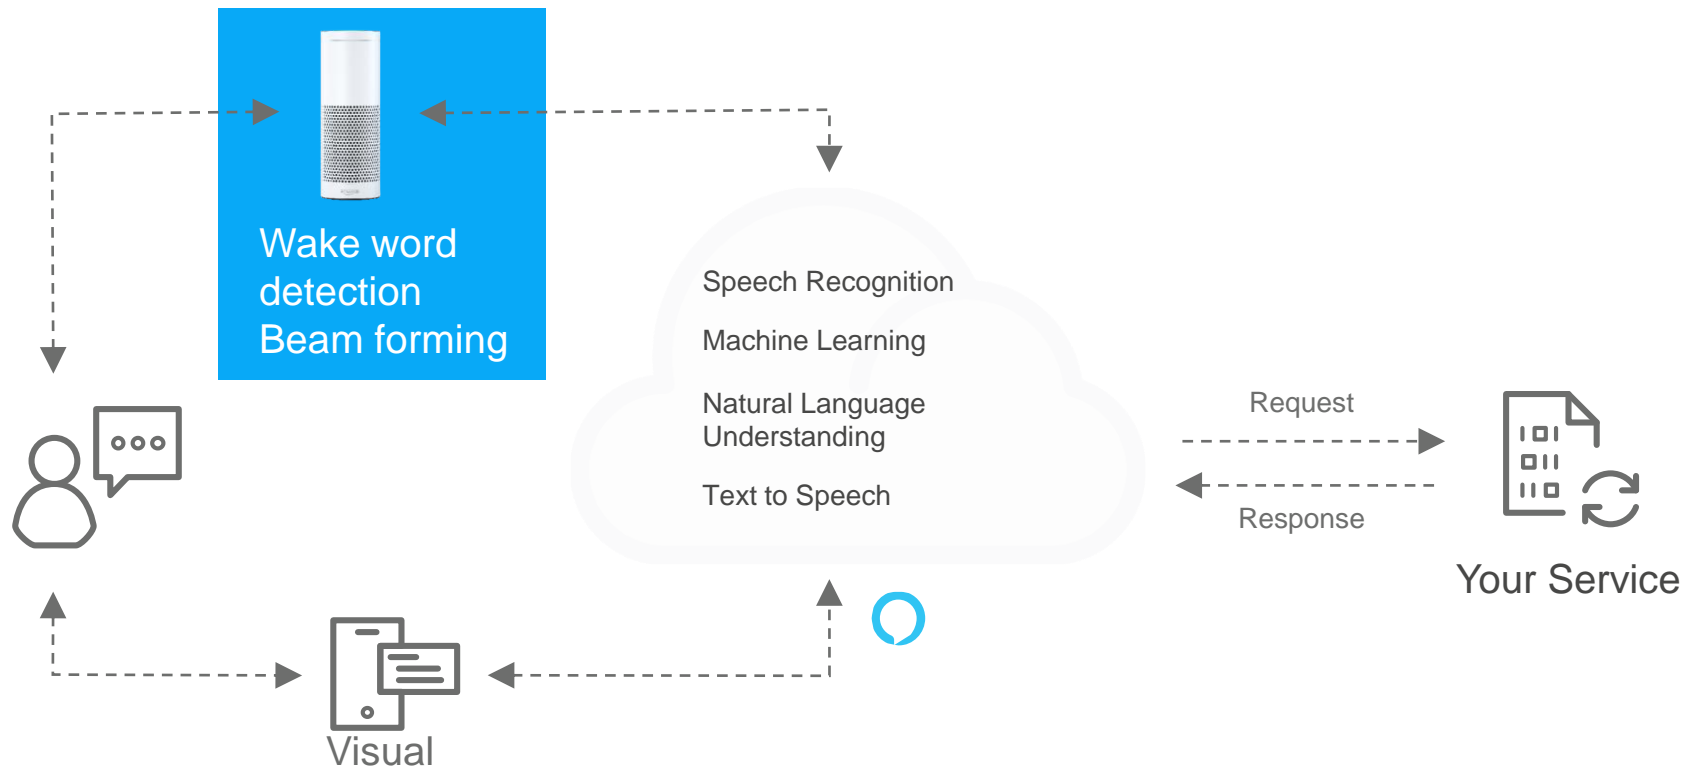 Wake word
detection
Beam forming
Speech Recognition
Machine Learning
Natural Language
Understanding
Text to Speech
Request
Response
Your Service
Visual